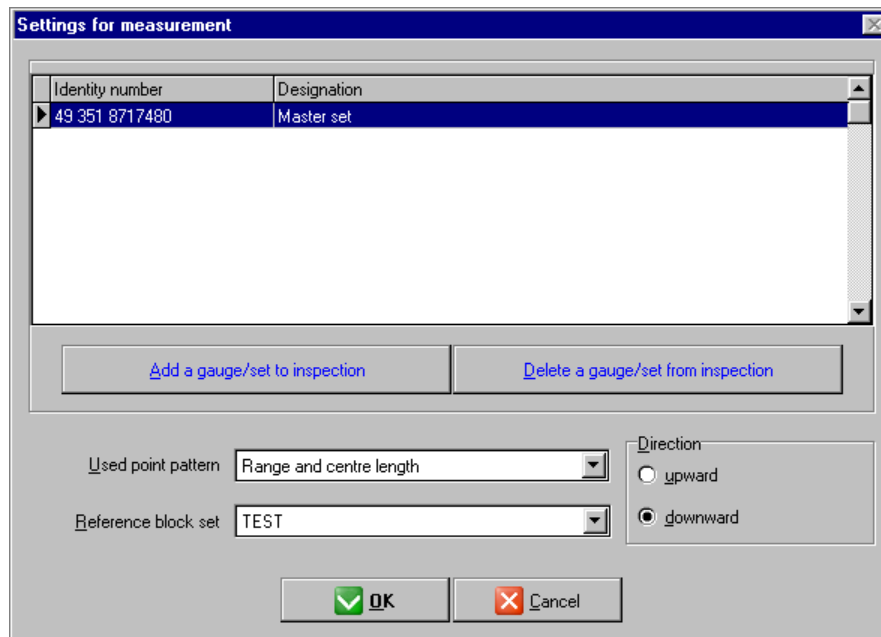 Settings for measurement
Identity number Designation
49 351 8717480 Master set
Add a gauge/set to inspection Delete a gauge/set from inspection
Direction
Used point pattern Range and centre length upward
Reference block set TEST downward
OK Cancel